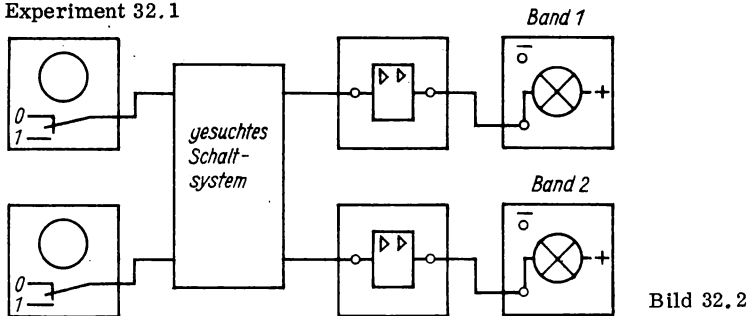 Experiment 32.1
Band 1
0
1
gesuchtes
Schalt-
system
+
Band 2
0
1
+
Bild 32.2